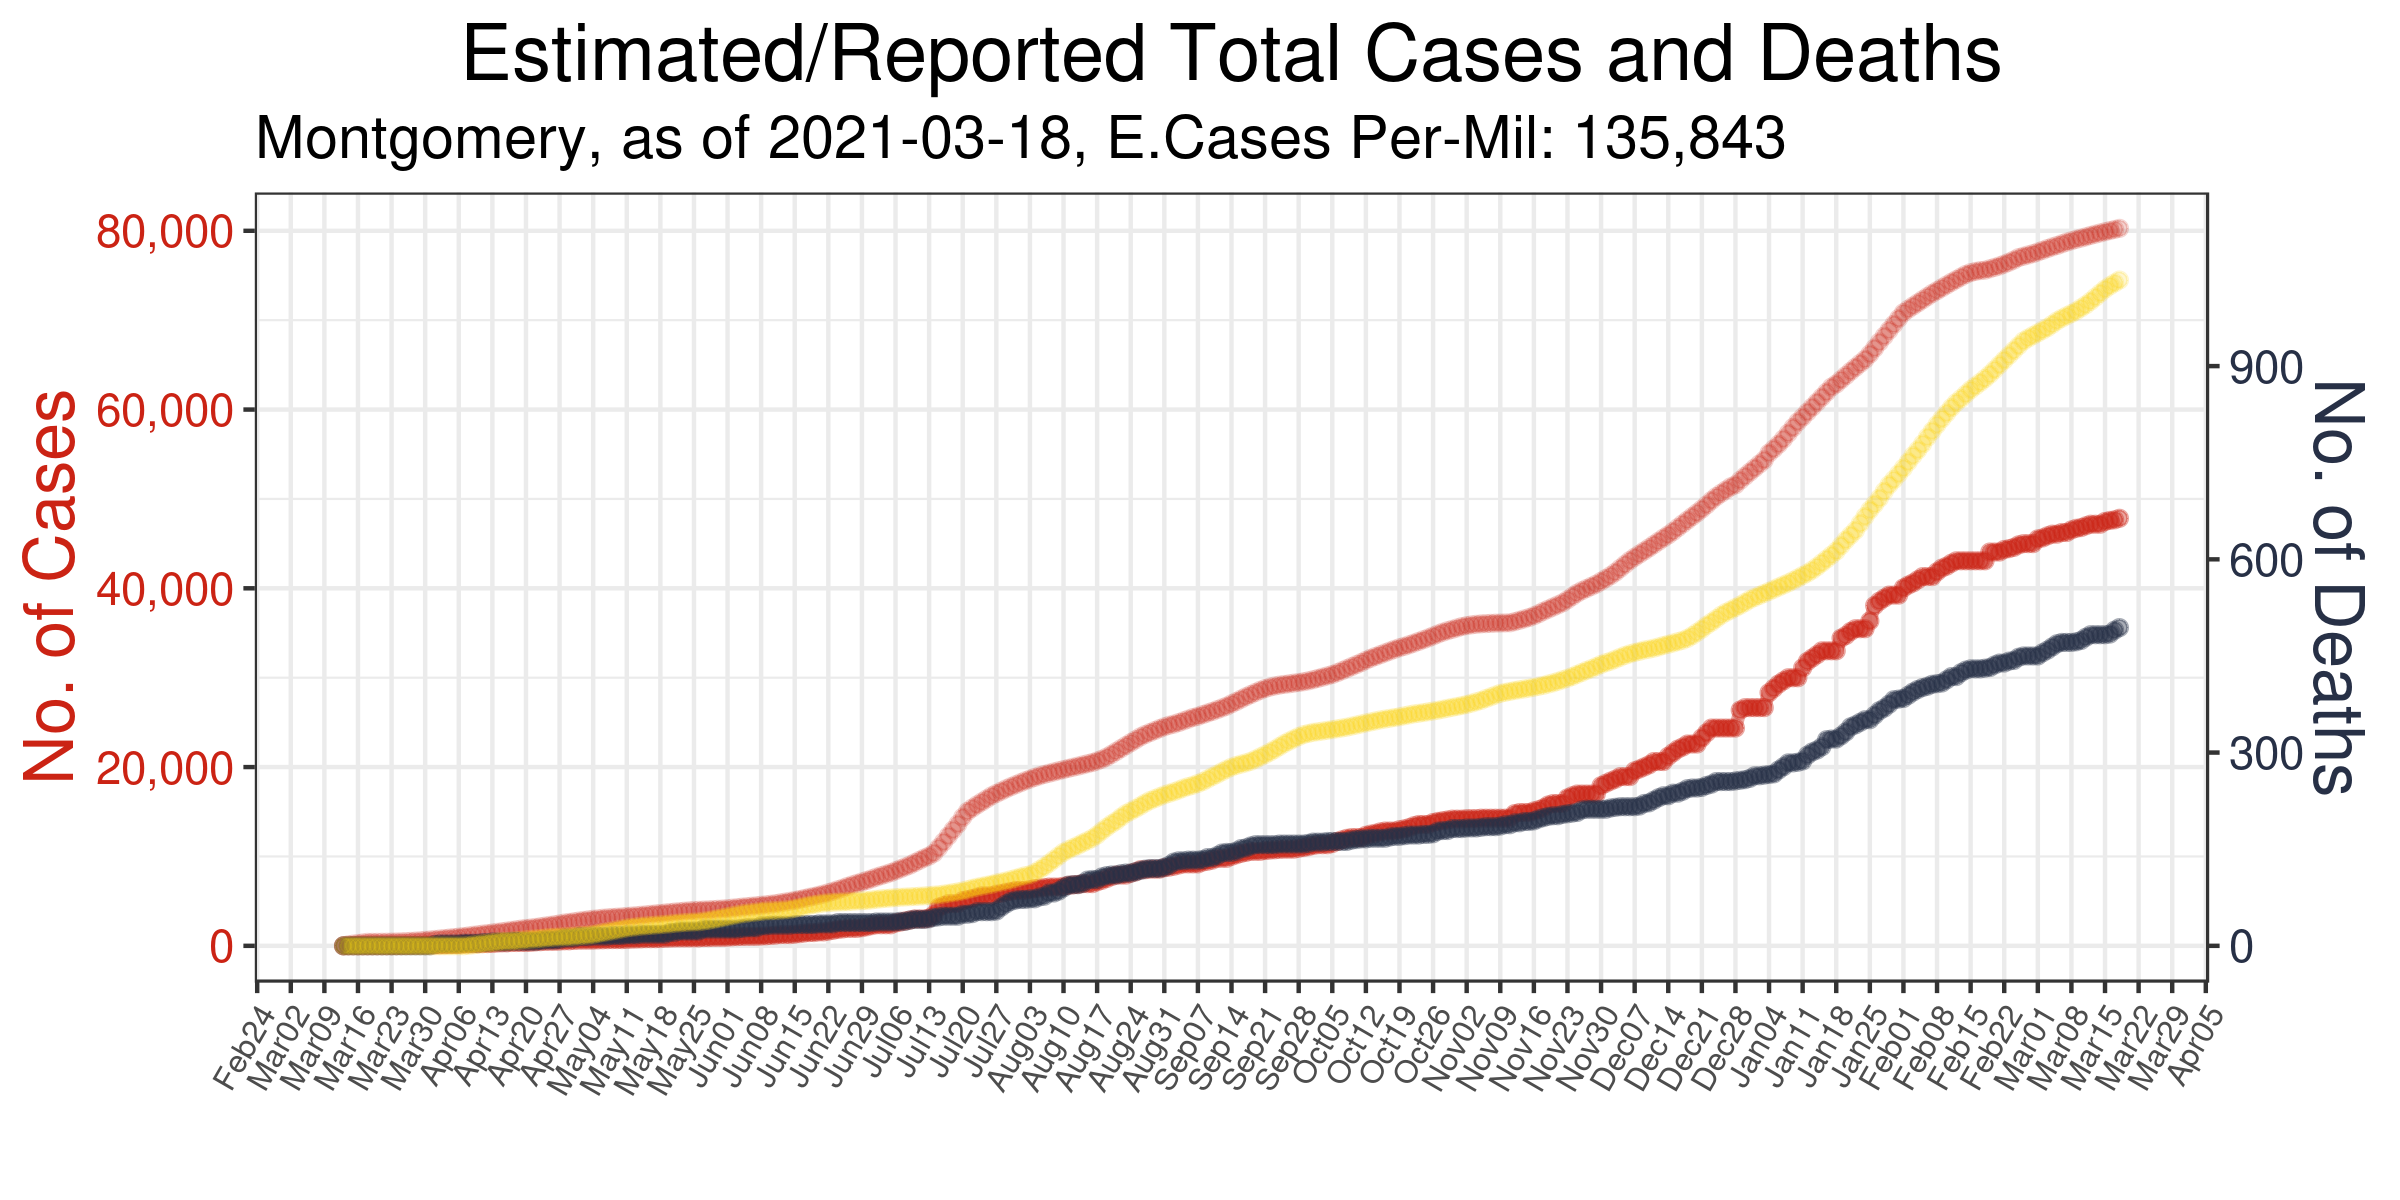 Estimated/Reported Total Cases and Deaths
Montgomery, as of 2021-03-18, E.Cases Per-Mil: 135,843
No. of Cases
80,000
60,000
40,000
20,000
0
900
600
300
0
No. of Deaths
Feb24
Mar02
Mar09
Mar16
Mar23
Mar30
Apr06
Apr13
Apr20
Apr27
May04
May11
May18
May25
Jun01
Jun08
Jun15
Jun22
Jun29
Jul06
Jul13
Jul20
Jul27
Aug03
Aug10
Aug17
Aug24
Aug31
Sep07
Sep14
Sep21
Sep28
Oct05
Oct12
Oct19
Oct26
Nov02
Nov09
Nov16
Nov23
Nov30
Dec07
Dec14
Dec21
Dec28
Jan04
Jan11
Jan18
Jan25
Feb01
Feb08
Feb15
Feb22
Mar01
Mar08
Mar15
Mar22
Mar29
Apr05